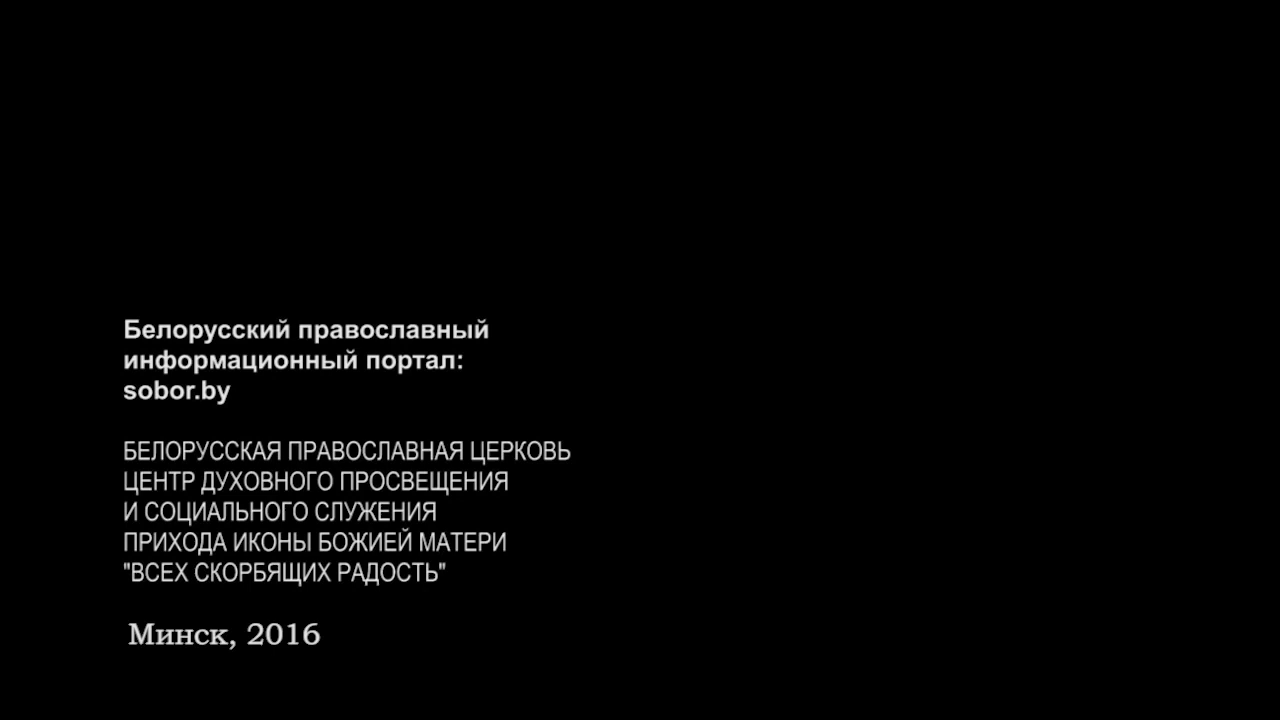 Белорусский православный
информационный портал:
sobor.by
БЕЛОРУССКАЯ ПРАВОСЛАВНАЯ ЦЕРКОВЬ
ЦЕНТР ДУХОВНОГО ПРОСВЕЩЕНИЯ
И СОЦИАЛЬНОГО СЛУЖЕНИЯ
ПРИХОДА ИКОНЫ БОЖИЕЙ МАТЕРИ
"ВСЕХ СКОРБЯЩИХ РАДОСТЬ"
Минск, 2016